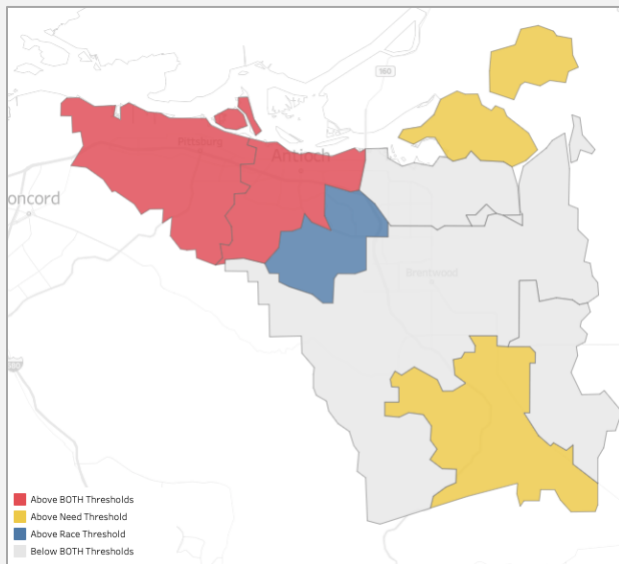 160
Pittsburg
Antioch
oncord
Brentwood
Above BOTH Thresholds
Above Need Threshold
Above Race Threshold
Below BOTH Thresholds